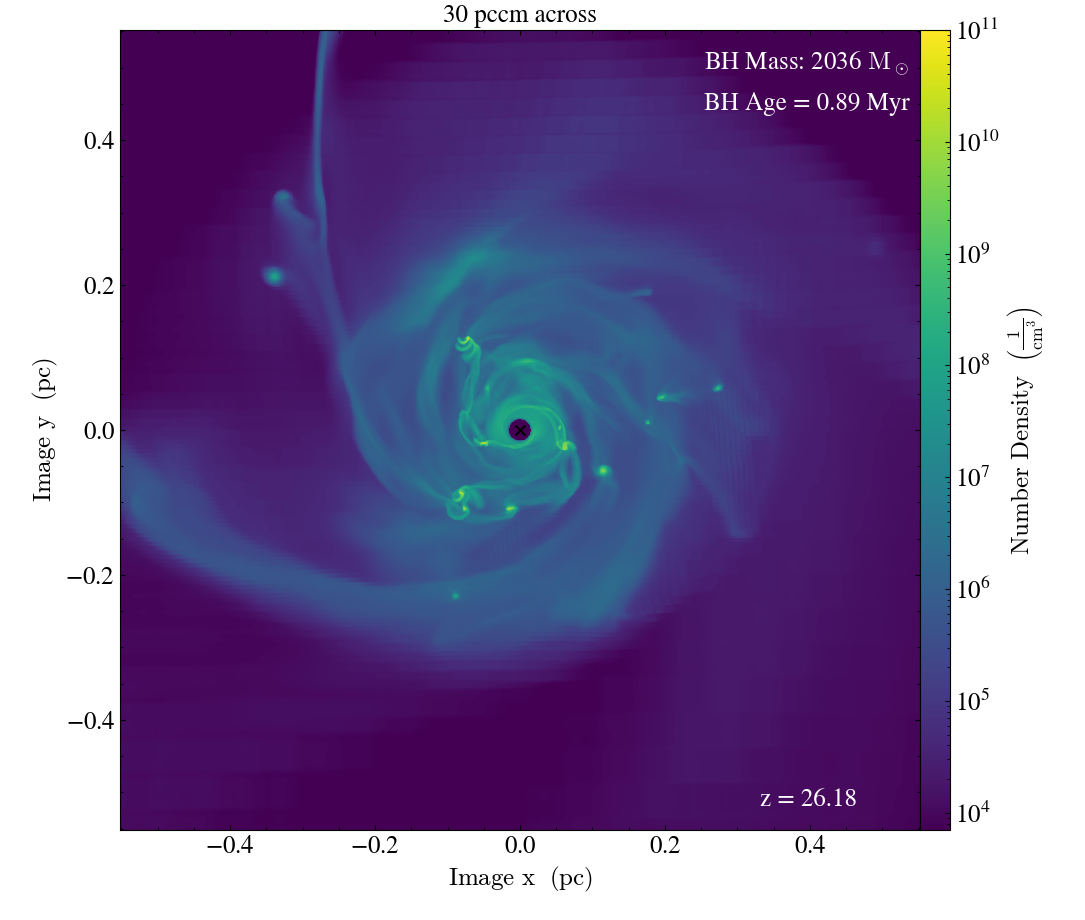 30 pccm across
BH Mass: 2036 M☉
BH Age = 0.89 Myr
z = 26.18
Image y (pc)
0.4
0.2
0.0
−0.2
−0.4
−0.4
−0.2
0.0
0.2
0.4
Image x (pc)
10¹¹
10¹⁰
10⁹
10⁸
10⁷
10⁶
10⁵
10⁴
Number Density (1/cm³)